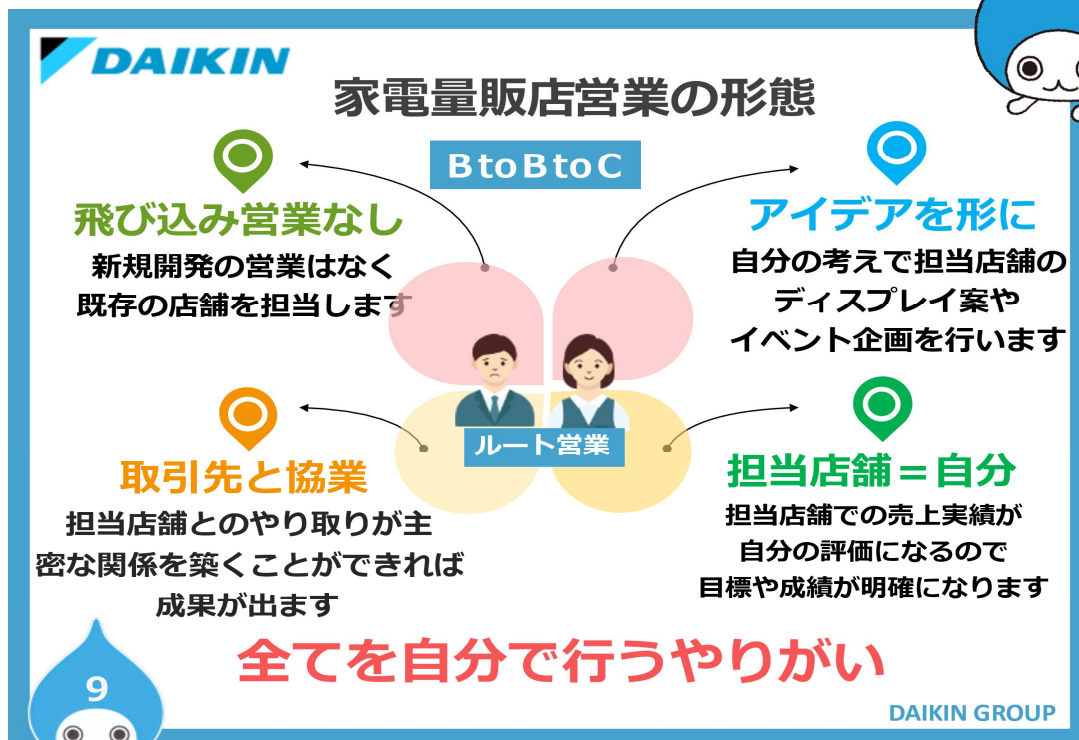 DAIKIN
家電量販店営業の形態
BtoBtoC
飛び込み営業なし
新規開発の営業はなく
既存の店舗を担当します
アイデアを形に
自分の考えで担当店舗の
ディスプレイ案や
イベント企画を行います
ルート営業
取引先と協業
担当店舗とのやり取りが主
密な関係を築くことができれば
成果が出ます
担当店舗＝自分
担当店舗での売上実績が
自分の評価になるので
目標や成績が明確になります
全てを自分で行うやりがい
9
DAIKIN GROUP